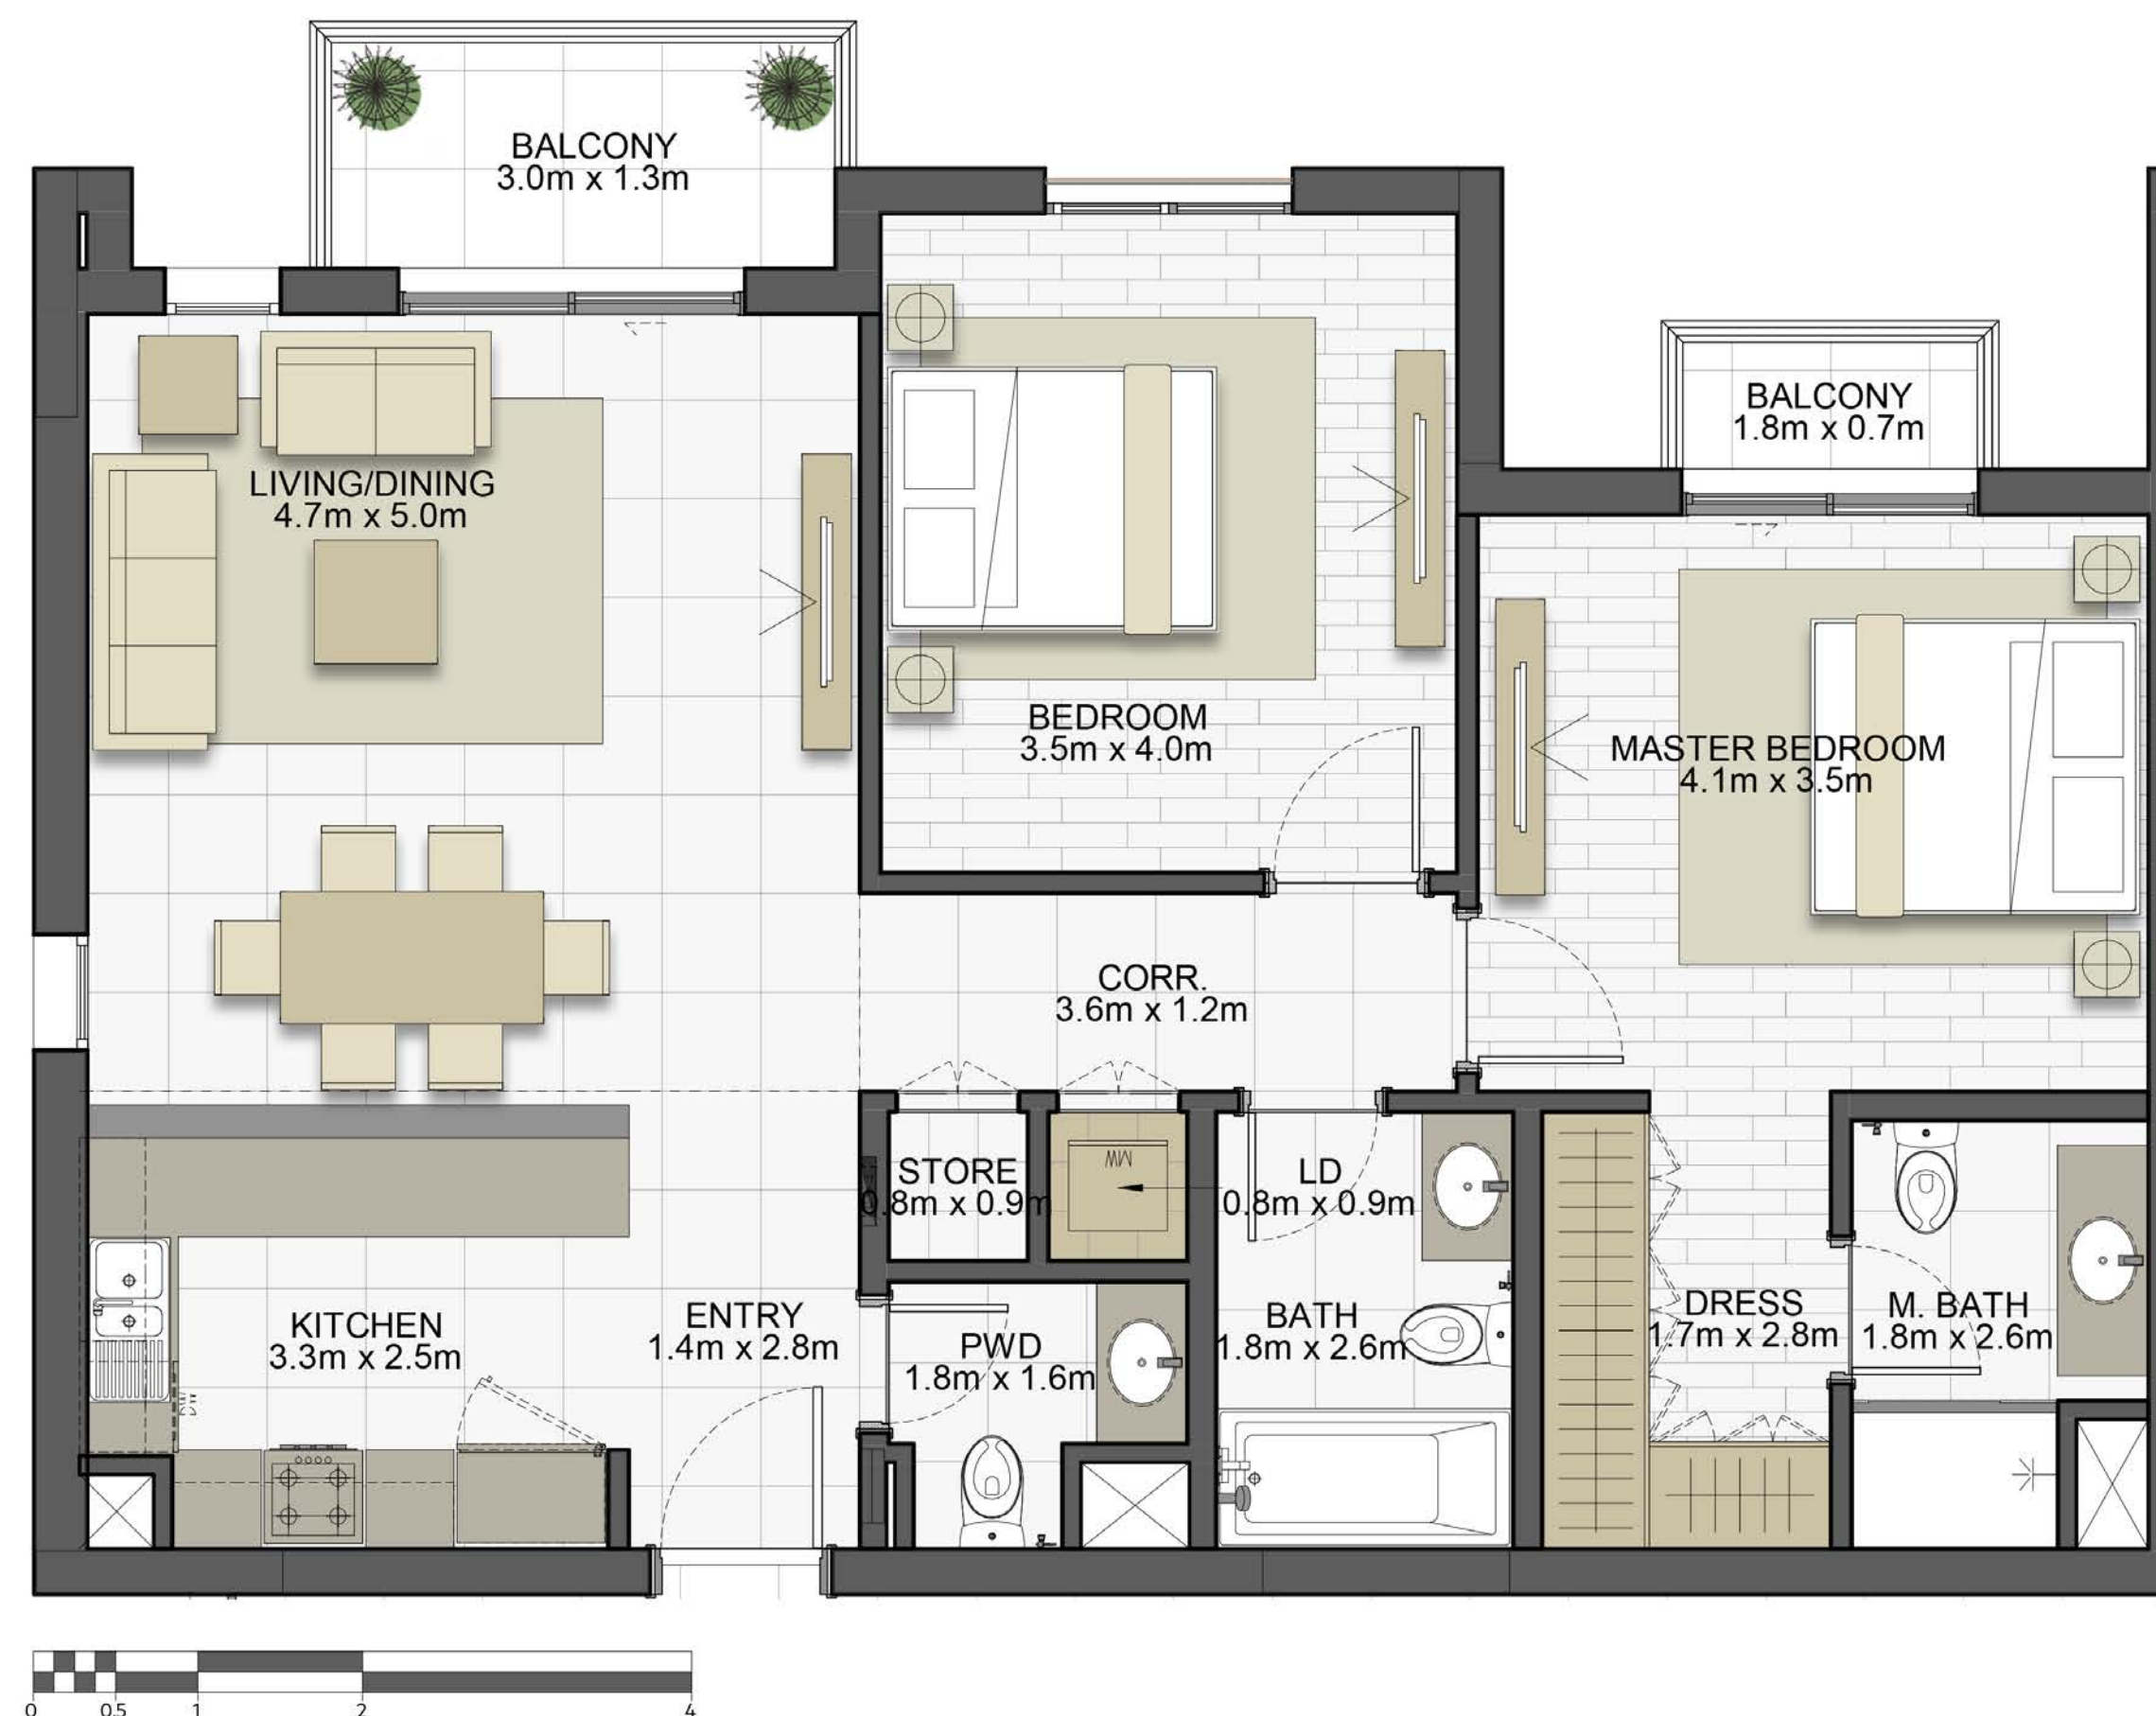 BALCONY
3.0m x 1.3m
BALCONY
1.8m x 0.7m
LIVING/DINING
4.7m x 5.0m
BEDROOM
3.5m x 4.0m
MASTER BEDROOM
4.1m x 3.5m
CORR.
3.6m x 1.2m
STORE
0.8m x 0.9m
MW
LD
0.8m x 0.9m
KITCHEN
3.3m x 2.5m
ENTRY
1.4m x 2.8m
PWD
1.8m x 1.6m
BATH
1.8m x 2.6m
DRESS
1.7m x 2.8m
M. BATH
1.8m x 2.6m
0 0.5 1 2 4